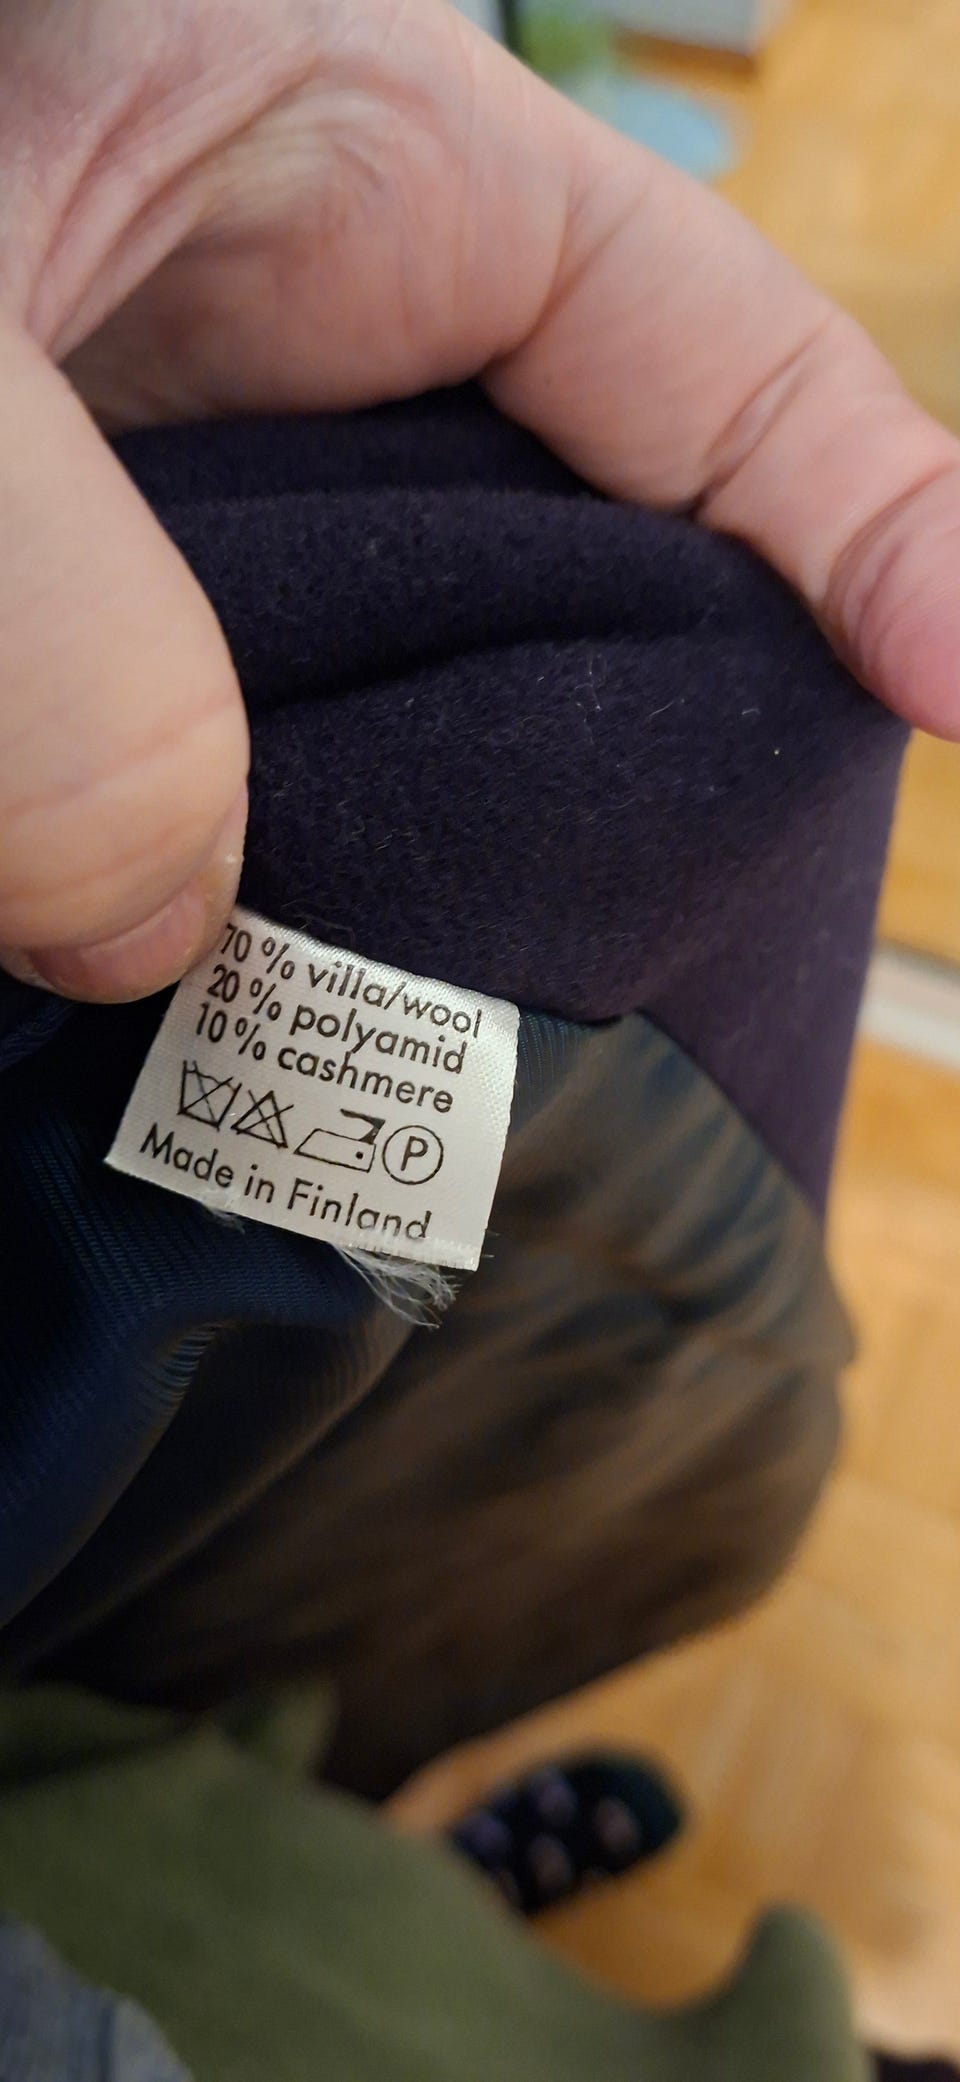 70 % villa/wool
20 % polyamid
10 % cashmere
P
Made in Finland